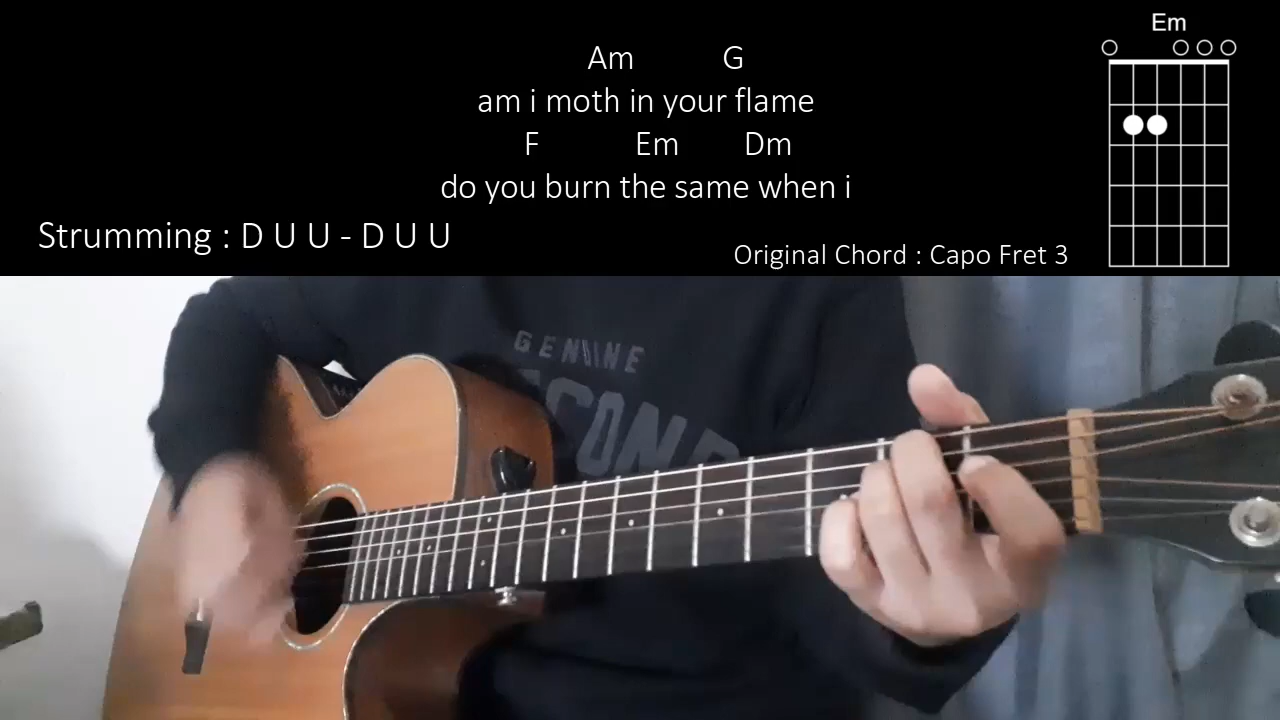 Em
Am G
am i moth in your flame
F Em Dm
do you burn the same when i
Strumming : D U U - D U U
Original Chord : Capo Fret 3
GENUINE